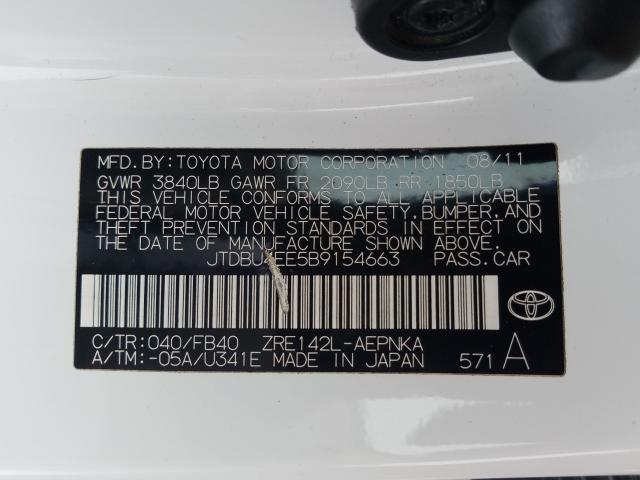 MFD. BY: TOYOTA MOTOR CORPORATION 08/11
GVWR 3840LB GAWR FR 2090LB RR 1850LB
THIS VEHICLE CONFORMS TO ALL APPLICABLE
FEDERAL MOTOR VEHICLE SAFETY, BUMPER, AND
THEFT PREVENTION STANDARDS IN EFFECT ON
THE DATE OF MANUFACTURE SHOWN ABOVE.
PASS. CAR
C/TR: 040/FB40 ZRE142L-AEPNKA
A/TM: -05A/U341E MADE IN JAPAN 571 A